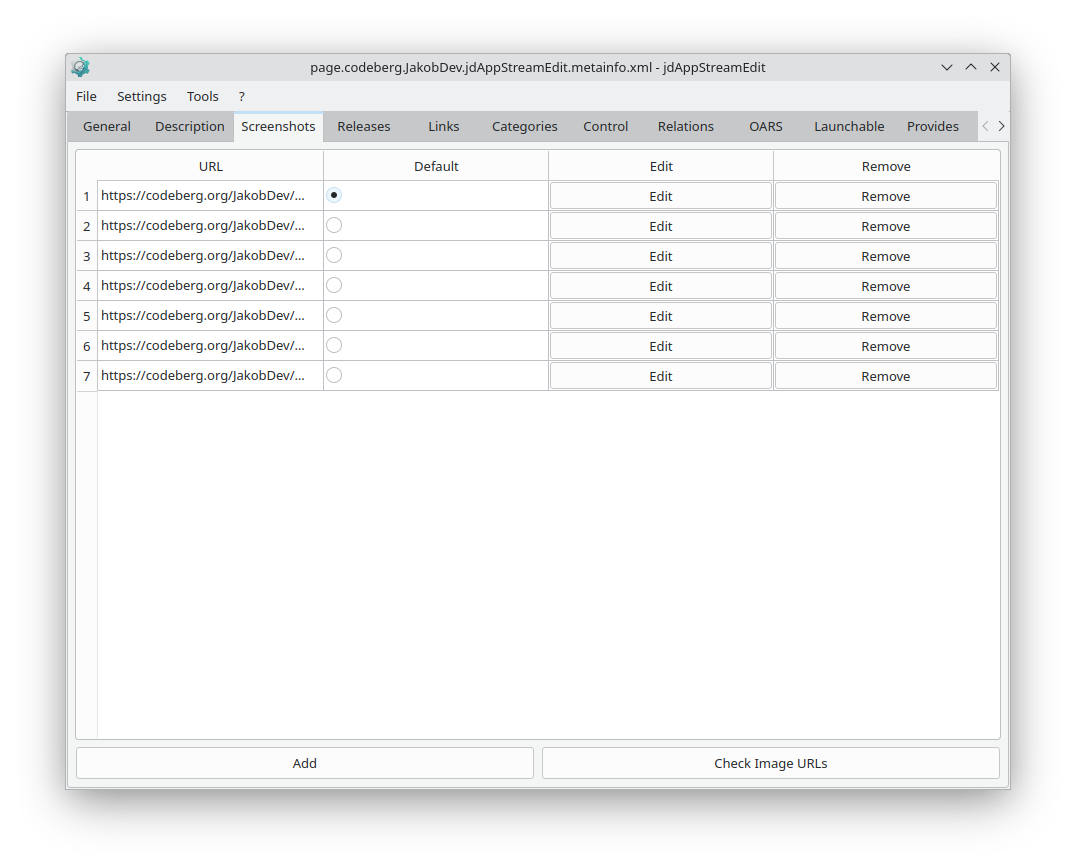 page.codeberg.JakobDev.jdAppStreamEdit.metainfo.xml - jdAppStreamEdit
File Settings Tools ?
General Description Screenshots Releases Links Categories Control Relations OARS Launchable Provides
URL Default Edit Remove
1 https://codeberg.org/JakobDev/... Edit Remove
2 https://codeberg.org/JakobDev/... Edit Remove
3 https://codeberg.org/JakobDev/... Edit Remove
4 https://codeberg.org/JakobDev/... Edit Remove
5 https://codeberg.org/JakobDev/... Edit Remove
6 https://codeberg.org/JakobDev/... Edit Remove
7 https://codeberg.org/JakobDev/... Edit Remove
Add Check Image URLs